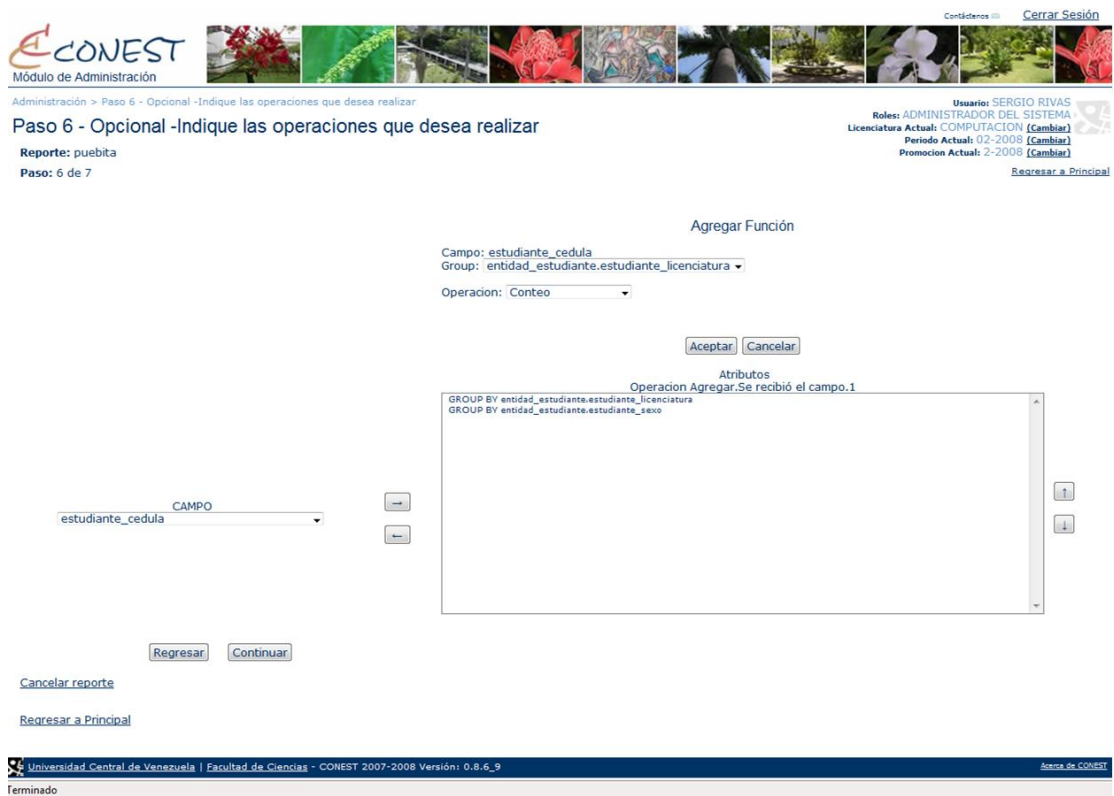 Contáctenos
Cerrar Sesión
CONEST
Módulo de Administración
Administración > Paso 6 - Opcional -Indique las operaciones que desea realizar
Paso 6 - Opcional -Indique las operaciones que desea realizar
Reporte: puebita
Paso: 6 de 7
Usuario: SERGIO RIVAS
Roles: ADMINISTRADOR DEL SISTEMA
Licenciatura Actual: COMPUTACION (Cambiar)
Periodo Actual: 02-2008 (Cambiar)
Promocion Actual: 2-2008 (Cambiar)
Regresar a Principal
Agregar Función
Campo: estudiante_cedula
Group: entidad_estudiante.estudiante_licenciatura
Operacion: Conteo
Aceptar Cancelar
Atributos
Operacion Agregar.Se recibió el campo.1
GROUP BY entidad_estudiante.estudiante_licenciatura
GROUP BY entidad_estudiante.estudiante_sexo
CAMPO
estudiante_cedula
→
←
↑
↓
Regresar Continuar
Cancelar reporte
Regresar a Principal
Universidad Central de Venezuela | Facultad de Ciencias - CONEST 2007-2008 Versión: 0.8.6_9
Acerca de CONEST
Terminado